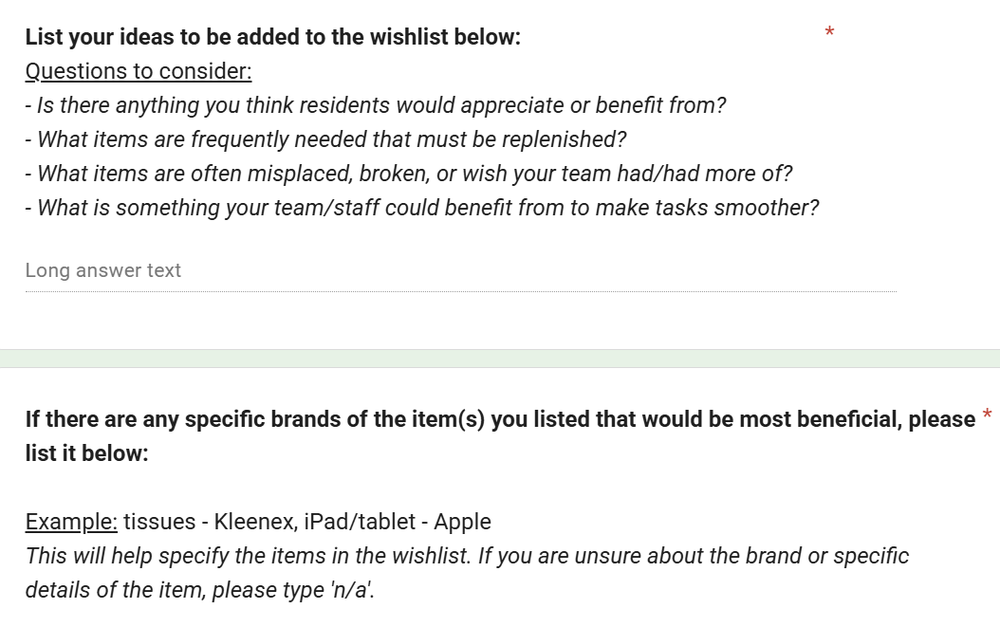 List your ideas to be added to the wishlist below: *
Questions to consider:
- Is there anything you think residents would appreciate or benefit from?
- What items are frequently needed that must be replenished?
- What items are often misplaced, broken, or wish your team had/had more of?
- What is something your team/staff could benefit from to make tasks smoother?
Long answer text
If there are any specific brands of the item(s) you listed that would be most beneficial, please *
list it below:
Example: tissues - Kleenex, iPad/tablet - Apple
This will help specify the items in the wishlist. If you are unsure about the brand or specific
details of the item, please type 'n/a'.